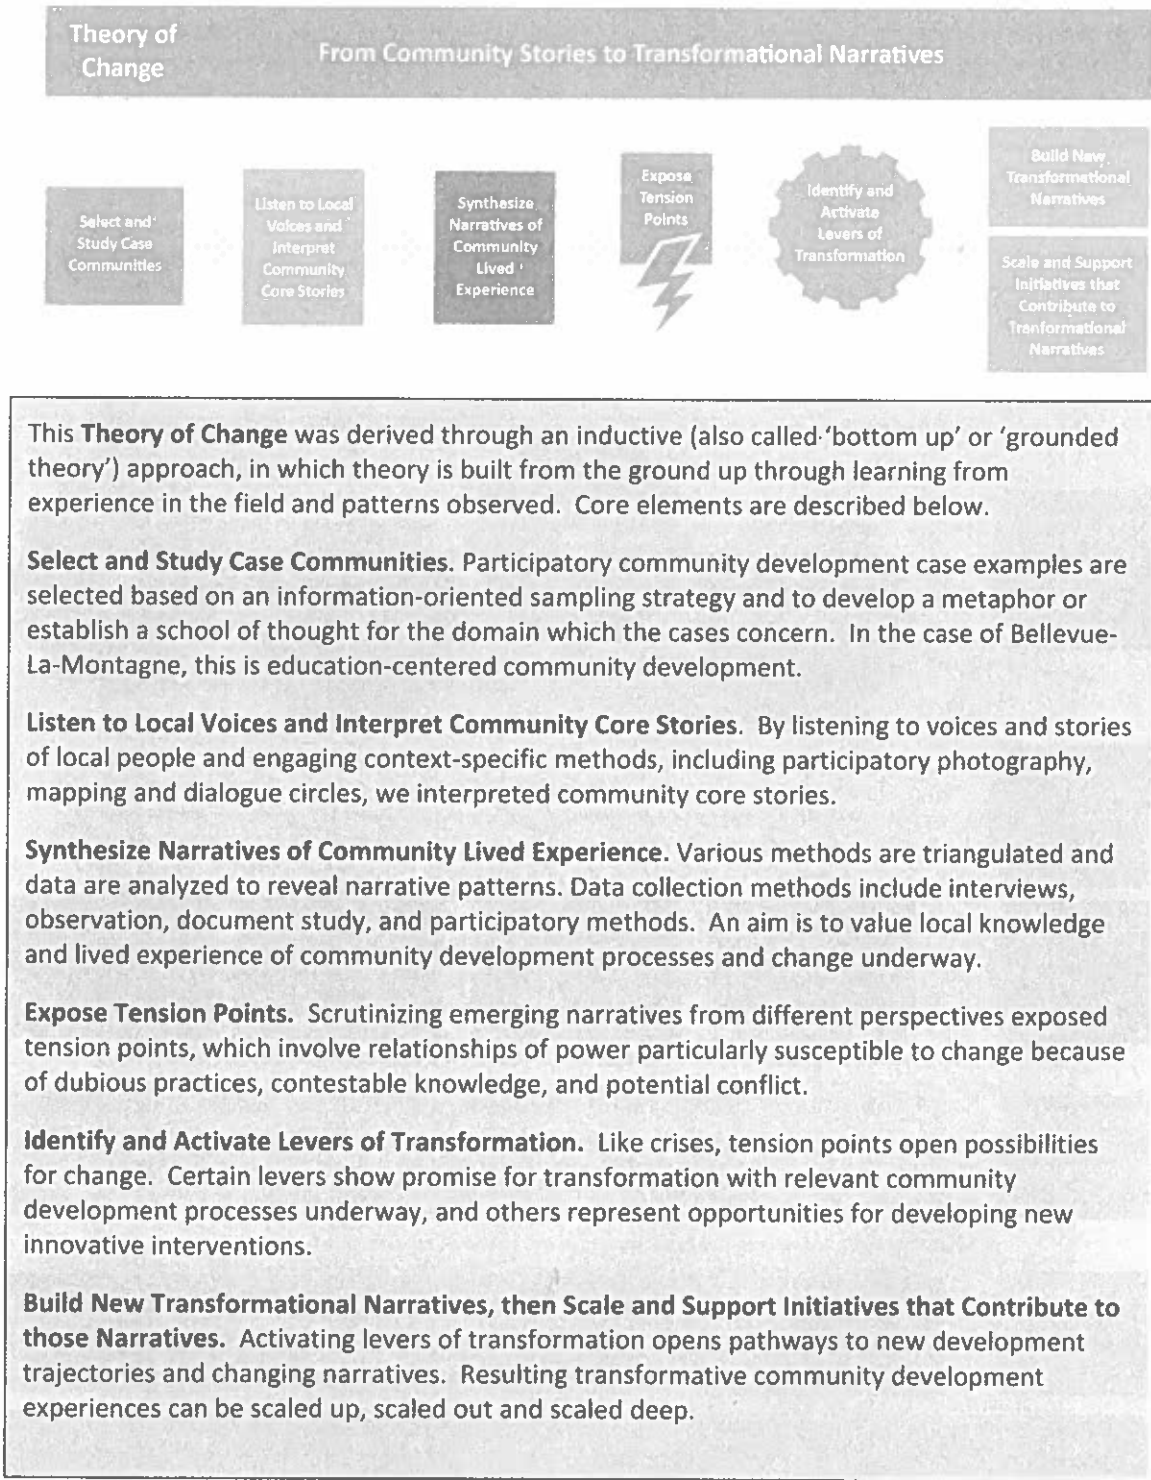 Theory of
Change
From Community Stories to Transformational Narratives
Select and
Study Case
Communities
Listen to Local
Voices and
Interpret
Community
Core Stories
Synthesize
Narratives of
Community
Lived
Experience
Expose
Tension
Points
Identify and
Activate
Levers of
Transformation
Build New
Transformational
Narratives
Scale and Support
Initiatives that
Contribute to
Tranformational
Narratives
This Theory of Change was derived through an inductive (also called 'bottom up' or 'grounded
theory') approach, in which theory is built from the ground up through learning from
experience in the field and patterns observed. Core elements are described below.
Select and Study Case Communities. Participatory community development case examples are
selected based on an information-oriented sampling strategy and to develop a metaphor or
establish a school of thought for the domain which the cases concern. In the case of Bellevue-
La-Montagne, this is education-centered community development.
Listen to Local Voices and Interpret Community Core Stories. By listening to voices and stories
of local people and engaging context-specific methods, including participatory photography,
mapping and dialogue circles, we interpreted community core stories.
Synthesize Narratives of Community Lived Experience. Various methods are triangulated and
data are analyzed to reveal narrative patterns. Data collection methods include interviews,
observation, document study, and participatory methods. An aim is to value local knowledge
and lived experience of community development processes and change underway.
Expose Tension Points. Scrutinizing emerging narratives from different perspectives exposed
tension points, which involve relationships of power particularly susceptible to change because
of dubious practices, contestable knowledge, and potential conflict.
Identify and Activate Levers of Transformation. Like crises, tension points open possibilities
for change. Certain levers show promise for transformation with relevant community
development processes underway, and others represent opportunities for developing new
innovative interventions.
Build New Transformational Narratives, then Scale and Support Initiatives that Contribute to
those Narratives. Activating levers of transformation opens pathways to new development
trajectories and changing narratives. Resulting transformative community development
experiences can be scaled up, scaled out and scaled deep.